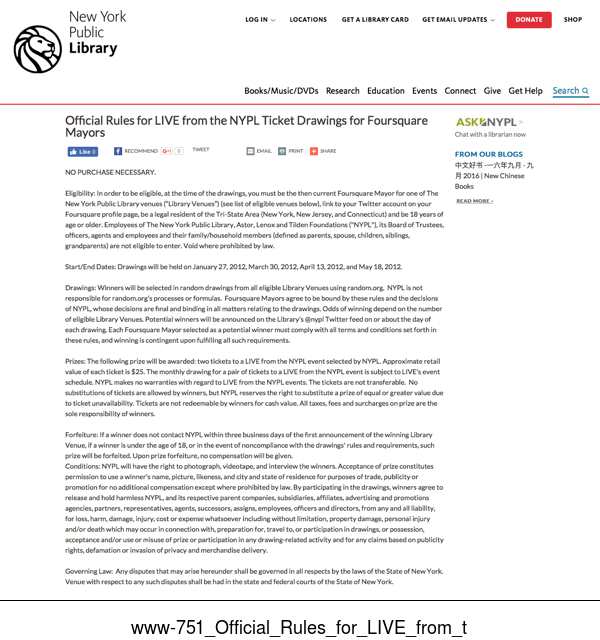 New York
Public
Library
LOG IN
LOCATIONS
GET A LIBRARY CARD
GET EMAIL UPDATES
DONATE
SHOP
Books/Music/DVDs Research Education Events Connect Give Get Help Search
Official Rules for LIVE from the NYPL Ticket Drawings for Foursquare
Mayors
Like 0
RECOMMEND
G+1 0
TWEET
EMAIL
PRINT
SHARE
NO PURCHASE NECESSARY.
Eligibility: In order to be eligible, at the time of the drawings, you must be the then current Foursquare Mayor for one of The
New York Public Library venues ("Library Venues") (see list of eligible venues below), link to your Twitter account on your
Foursquare profile page, be a legal resident of the Tri-State Area (New York, New Jersey, and Connecticut) and be 18 years of
age or older. Employees of The New York Public Library, Astor, Lenox and Tilden Foundations ("NYPL"), its Board of Trustees,
officers, agents and employees and their family/household members (defined as parents, spouse, children, siblings,
grandparents) are not eligible to enter. Void where prohibited by law.
Start/End Dates: Drawings will be held on January 27, 2012, March 30, 2012, April 13, 2012, and May 18, 2012.
Drawings: Winners will be selected in random drawings from all eligible Library Venues using random.org. NYPL is not
responsible for random.org's processes or formulas. Foursquare Mayors agree to be bound by these rules and the decisions
of NYPL, whose decisions are final and binding in all matters relating to the drawings. Odds of winning depend on the number
of eligible Library Venues. Potential winners will be announced on the Library's @nypl Twitter feed on or about the day of
each drawing. Each Foursquare Mayor selected as a potential winner must comply with all terms and conditions set forth in
these rules, and winning is contingent upon fulfilling all such requirements.
Prizes: The following prize will be awarded: two tickets to a LIVE from the NYPL event selected by NYPL. Approximate retail
value of each ticket is $25. The monthly drawing for a pair of tickets to a LIVE from the NYPL event is subject to LIVE's event
schedule. NYPL makes no warranties with regard to LIVE from the NYPL events. The tickets are not transferable. No
substitutions of tickets are allowed by winners, but NYPL reserves the right to substitute a prize of equal or greater value due
to ticket unavailability. Tickets are not redeemable by winners for cash value. All taxes, fees and surcharges on prize are the
sole responsibility of winners.
Forfeiture: If a winner does not contact NYPL within three business days of the first announcement of the winning Library
Venue, if a winner is under the age of 18, or in the event of noncompliance with the drawings' rules and requirements, such
prize will be forfeited. Upon prize forfeiture, no compensation will be given.
Conditions: NYPL will have the right to photograph, videotape, and interview the winners. Acceptance of prize constitutes
permission to use a winner's name, picture, likeness, and city and state of residence for purposes of trade, publicity or
promotion for no additional compensation except where prohibited by law. By participating in the drawings, winners agree to
release and hold harmless NYPL, and its respective parent companies, subsidiaries, affiliates, advertising and promotions
agencies, partners, representatives, agents, successors, assigns, employees, officers and directors, from any and all liability,
for loss, harm, damage, injury, cost or expense whatsoever including without limitation, property damage, personal injury
and/or death which may occur in connection with, preparation for, travel to, or participation in drawings, or possession,
acceptance and/or use or misuse of prize or participation in any drawing-related activity and for any claims based on publicity
rights, defamation or invasion of privacy and merchandise delivery.
Governing Law: Any disputes that may arise hereunder shall be governed in all respects by the laws of the State of New York.
Venue with respect to any such disputes shall be had in the state and federal courts of the State of New York.
ASK NYPL >
Chat with a librarian now
FROM OUR BLOGS
中文好书 -一六年九月 - 九
月 2016 | New Chinese
Books
READ MORE ›
www-751_Official_Rules_for_LIVE_from_t